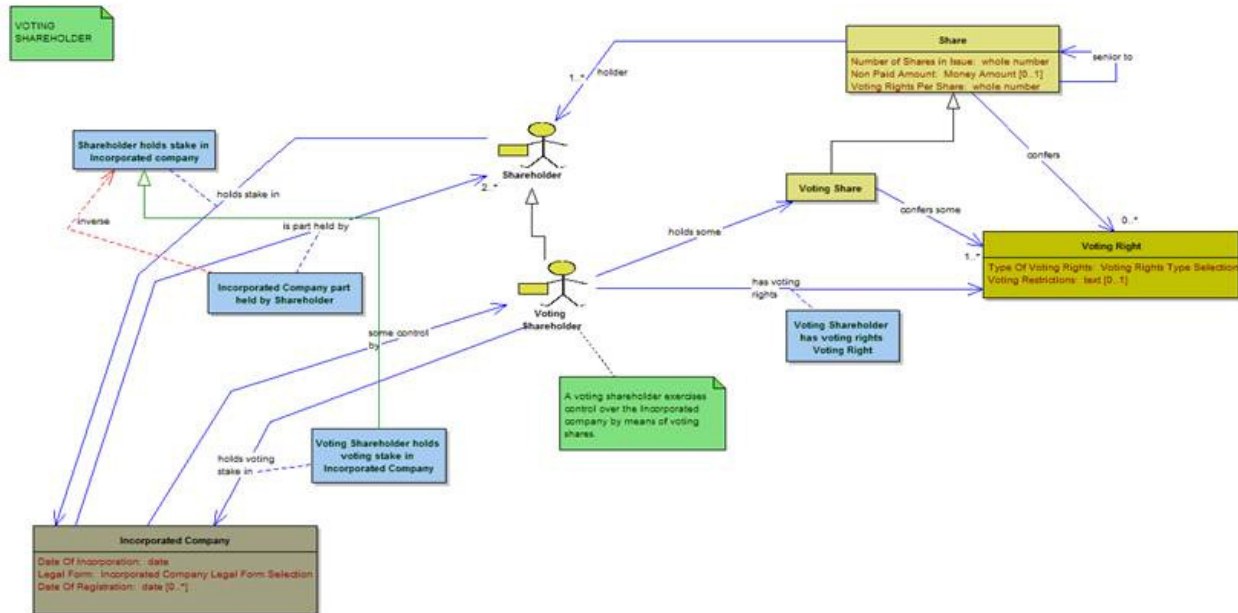 VOTING
SHAREHOLDER
Share
Number of Shares in Issue: whole number
Non Paid Amount: Money Amount [0..1]
Voting Rights Per Share: whole number
senior to
1..*
holder
Shareholder holds stake in
Incorporated company
Shareholder
2..*
holds stake in
confers
Voting Share
inverse
is part held by
holds some
confers some
0..*
1..*
Voting Right
Type Of Voting Rights: Voting Rights Type Selection
Voting Restrictions: text [0..1]
Incorporated Company part
held by Shareholder
has voting
rights
Voting
Shareholder
some control
by
Voting Shareholder
has voting rights
Voting Right
A voting shareholder exercises
control over the Incorporated
company by means of voting
shares.
holds voting
stake in
Voting Shareholder holds
voting stake in
Incorporated Company
Incorporated Company
Date Of Incorporation: date
Legal Form: Incorporated Company Legal Form Selection
Date Of Registration: date [0..*]